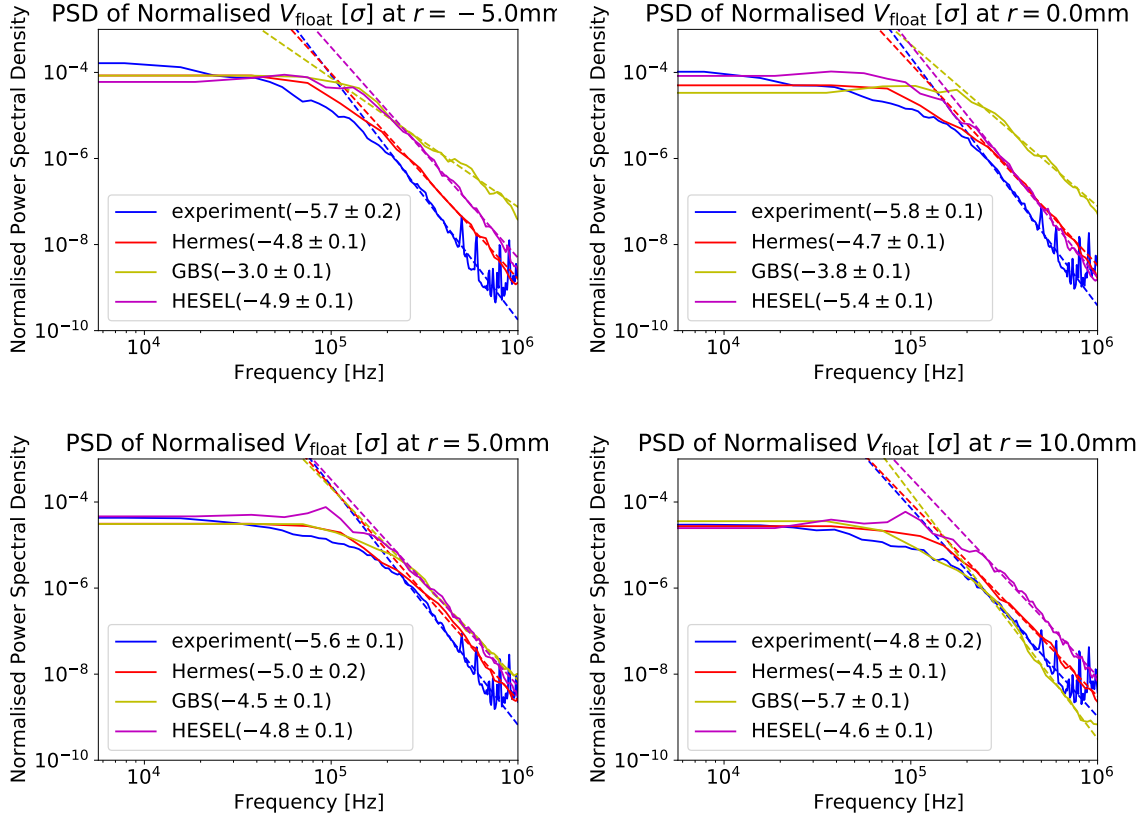 PSD of Normalised V_float [σ] at r = −5.0mm
Normalised Power Spectral Density
10^−4
10^−6
10^−8
10^−10
experiment(−5.7 ± 0.2)
Hermes(−4.8 ± 0.1)
GBS(−3.0 ± 0.1)
HESEL(−4.9 ± 0.1)
10^4 10^5 10^6
Frequency [Hz]
PSD of Normalised V_float [σ] at r = 0.0mm
Normalised Power Spectral Density
10^−4
10^−6
10^−8
10^−10
experiment(−5.8 ± 0.1)
Hermes(−4.7 ± 0.1)
GBS(−3.8 ± 0.1)
HESEL(−5.4 ± 0.1)
10^4 10^5 10^6
Frequency [Hz]
PSD of Normalised V_float [σ] at r = 5.0mm
Normalised Power Spectral Density
10^−4
10^−6
10^−8
10^−10
experiment(−5.6 ± 0.1)
Hermes(−5.0 ± 0.2)
GBS(−4.5 ± 0.1)
HESEL(−4.8 ± 0.1)
10^4 10^5 10^6
Frequency [Hz]
PSD of Normalised V_float [σ] at r = 10.0mm
Normalised Power Spectral Density
10^−4
10^−6
10^−8
10^−10
experiment(−4.8 ± 0.2)
Hermes(−4.5 ± 0.1)
GBS(−5.7 ± 0.1)
HESEL(−4.6 ± 0.1)
10^4 10^5 10^6
Frequency [Hz]